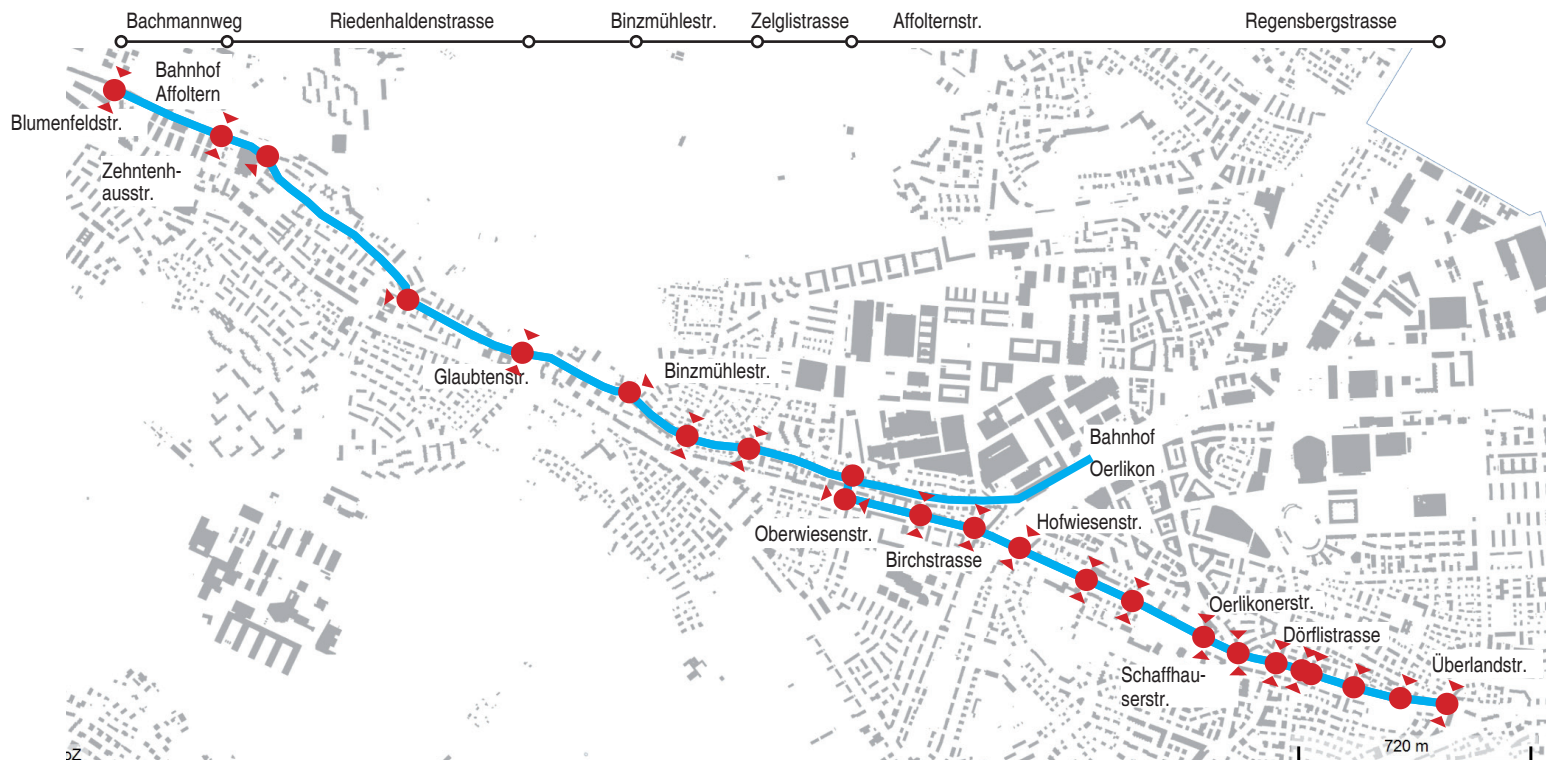 Bachmannweg Riedenhaldenstrasse Binzmühlestr. Zelglistrasse Affolternstr. Regensbergstrasse
Bahnhof
Affoltern
Blumenfeldstr.
Zehntenh-
ausstr.
Glaubtenstr.
Binzmühlestr.
Bahnhof
Oerlikon
Oberwiesenstr.
Hofwiesenstr.
Birchstrasse
Oerlikonerstr.
Dörflistrasse
Schaffhau-
serstr.
Überlandstr.
720 m